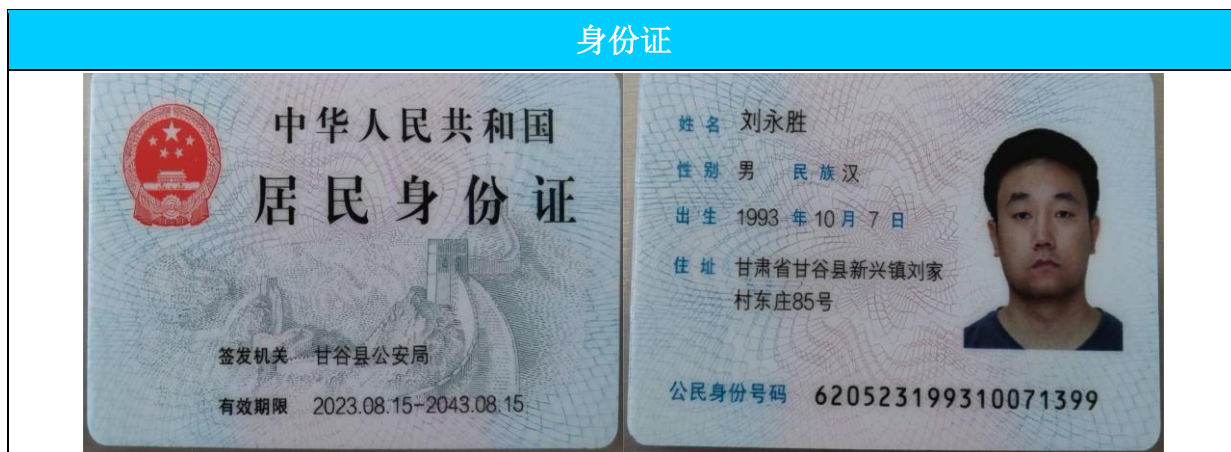 身份证
中华人民共和国
居民身份证
签发机关 甘谷县公安局
有效期限 2023.08.15-2043.08.15
姓名 刘永胜
性别 男 民族 汉
出生 1993 年 10 月 7 日
住址 甘肃省甘谷县新兴镇刘家
村东庄85号
公民身份号码 620523199310071399